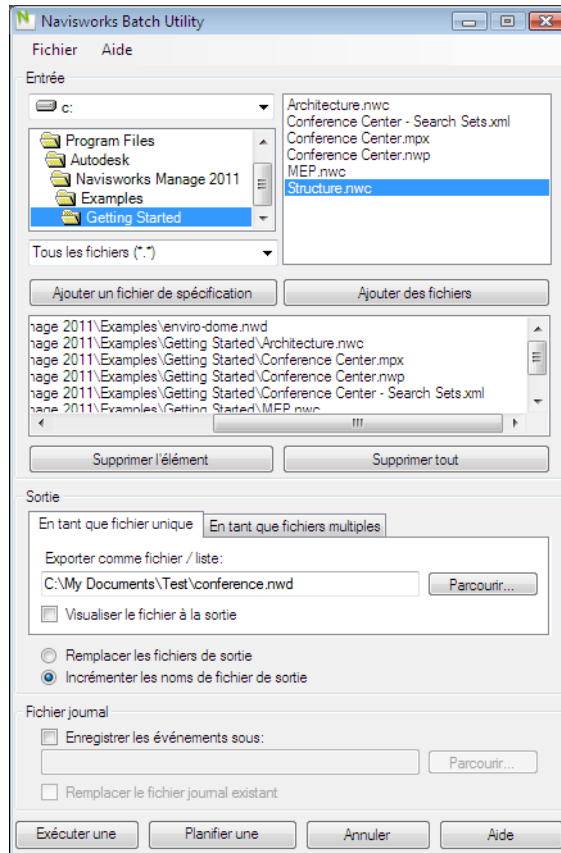 Navisworks Batch Utility
Fichier Aide
Entrée
c:
Program Files
Autodesk
Navisworks Manage 2011
Examples
Getting Started
Tous les fichiers (*.*)
Architecture.nwc
Conference Center - Search Sets.xml
Conference Center.mpx
Conference Center.nwp
MEP.nwc
Structure.nwc
Ajouter un fichier de spécification
Ajouter des fichiers
nage 2011\Examples\enviro-dome.nwd
nage 2011\Examples\Getting Started\Architecture.nwc
nage 2011\Examples\Getting Started\Conference Center.mpx
nage 2011\Examples\Getting Started\Conference Center.nwp
nage 2011\Examples\Getting Started\Conference Center - Search Sets.xml
nage 2011\Examples\Getting Started\MEP.nwc
Supprimer l'élément
Supprimer tout
Sortie
En tant que fichier unique
En tant que fichiers multiples
Exporter comme fichier / liste:
C:\My Documents\Test\conference.nwd
Parcourir...
Visualiser le fichier à la sortie
Remplacer les fichiers de sortie
Incrémenter les noms de fichier de sortie
Fichier journal
Enregistrer les événements sous:
Parcourir...
Remplacer le fichier journal existant
Exécuter une
Planifier une
Annuler
Aide